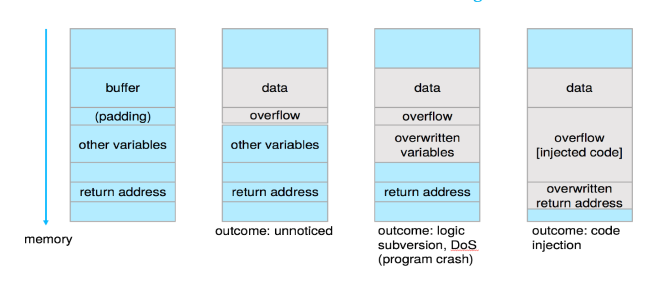 buffer
(padding)
other variables
return address
memory
data
overflow
other variables
return address
outcome: unnoticed
data
overflow
overwritten
variables
return address
outcome: logic
subversion, DoS
(program crash)
data
overflow
[injected code]
overwritten
return address
outcome: code
injection